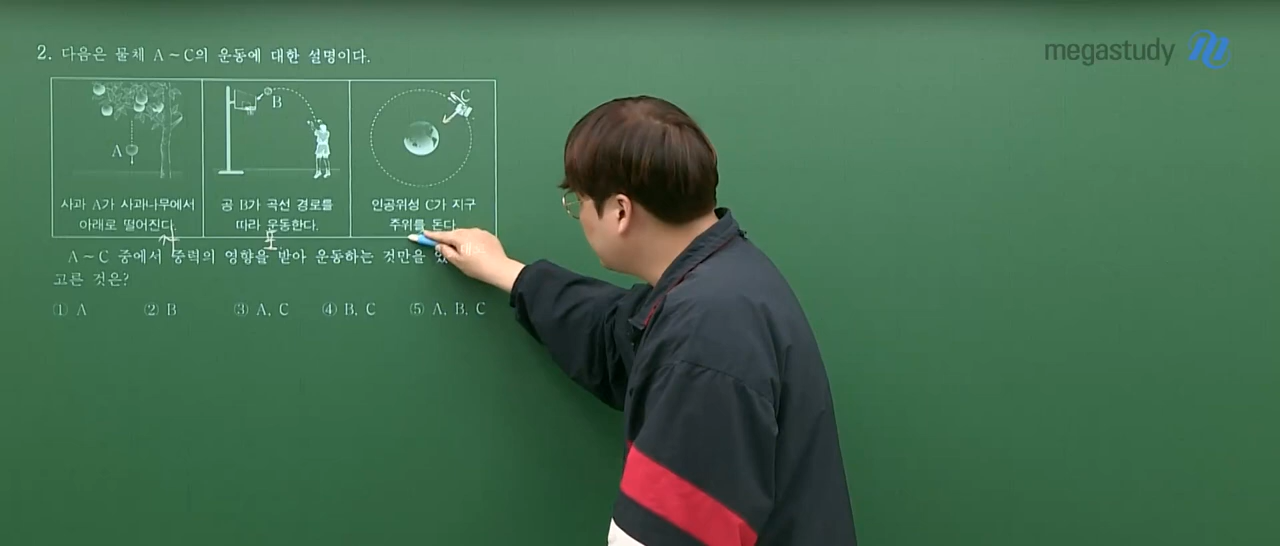 megastudy
2. 다음은 물체 A~C의 운동에 대한 설명이다.
A
B
C
사과 A가 사과나무에서
아래로 떨어진다.
공 B가 곡선 경로를
따라 운동한다.
인공위성 C가 지구
주위를 돈다
A~C 중에서 중력의 영향을 받아 운동하는 것만을 있
고른 것은?
① A ② B ③ A, C ④ B, C ⑤ A, B, C